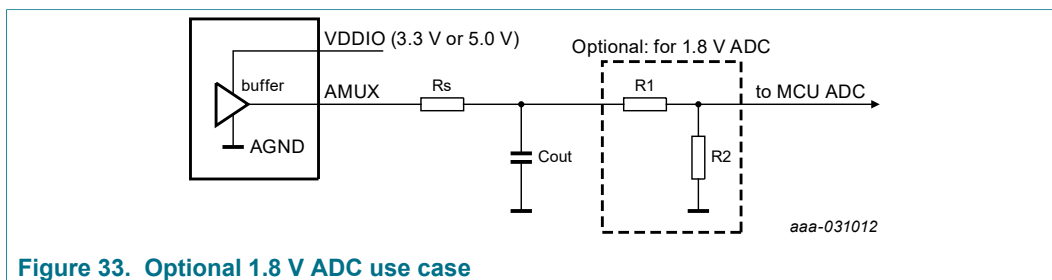 VDDIO (3.3 V or 5.0 V)
Optional: for 1.8 V ADC
buffer
AMUX
Rs
R1
to MCU ADC
AGND
Cout
R2
aaa-031012
Figure 33. Optional 1.8 V ADC use case